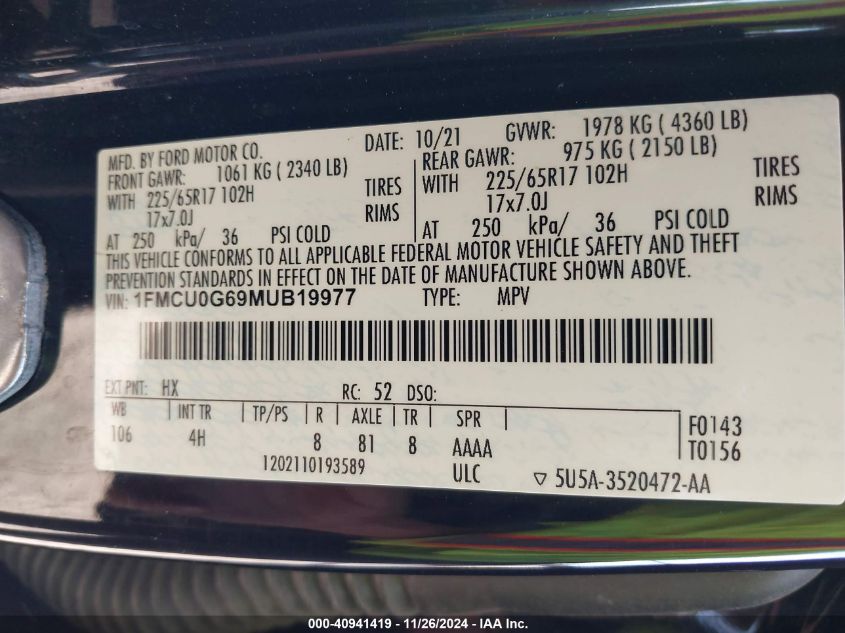 MFD. BY FORD MOTOR CO. DATE: 10/21 GVWR: 1978 KG ( 4360 LB)
FRONT GAWR: 1061 KG ( 2340 LB) REAR GAWR: 975 KG ( 2150 LB)
WITH 225/65R17 102H TIRES WITH 225/65R17 102H TIRES
17x7.0J RIMS 17x7.0J RIMS
AT 250 kPa/ 36 PSI COLD AT 250 kPa/ 36 PSI COLD
THIS VEHICLE CONFORMS TO ALL APPLICABLE FEDERAL MOTOR VEHICLE SAFETY AND THEFT
PREVENTION STANDARDS IN EFFECT ON THE DATE OF MANUFACTURE SHOWN ABOVE.
VIN: 1FMCU0G69MUB19977 TYPE: MPV
EXT PNT: HX RC: 52 DSO:
WB INT TR TP/PS R AXLE TR SPR F0143
106 4H 8 81 8 AAAA T0156
1202110193589 ULC 5U5A-3520472-AA
000-40941419 - 11/26/2024 - IAA Inc.